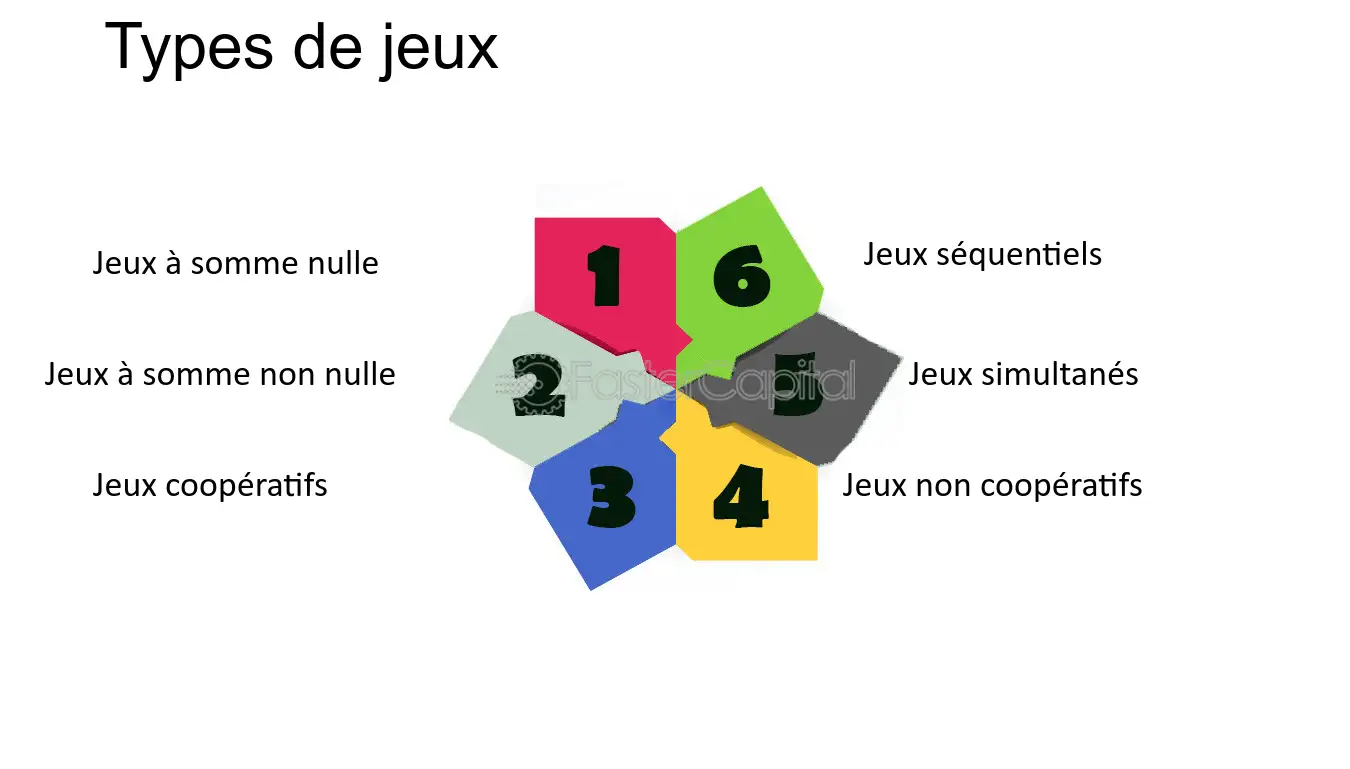 Types de jeux
Jeux à somme nulle
1
6
Jeux séquentiels
Jeux à somme non nulle
2
FasterCapital
5
Jeux simultanés
Jeux coopératifs
3
4
Jeux non coopératifs